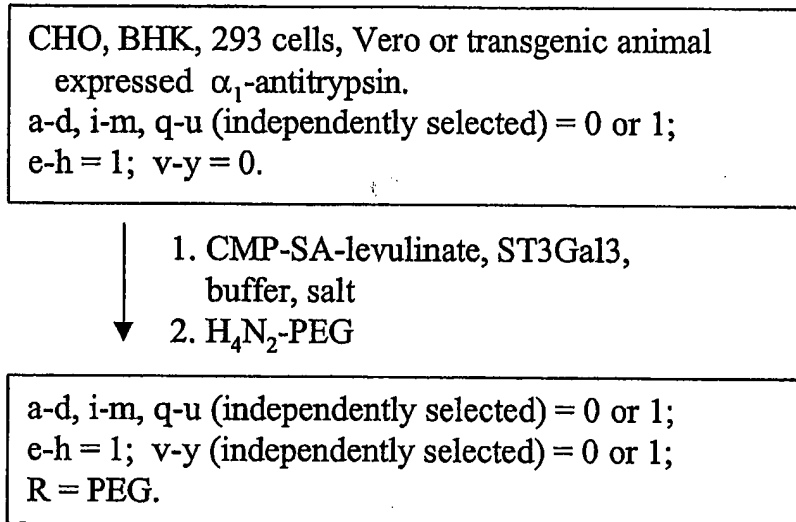 CHO, BHK, 293 cells, Vero or transgenic animal
expressed α₁-antitrypsin.
a-d, i-m, q-u (independently selected) = 0 or 1;
e-h = 1; v-y = 0.
1. CMP-SA-levulinate, ST3Gal3,
buffer, salt
2. H₄N₂-PEG
a-d, i-m, q-u (independently selected) = 0 or 1;
e-h = 1; v-y (independently selected) = 0 or 1;
R = PEG.